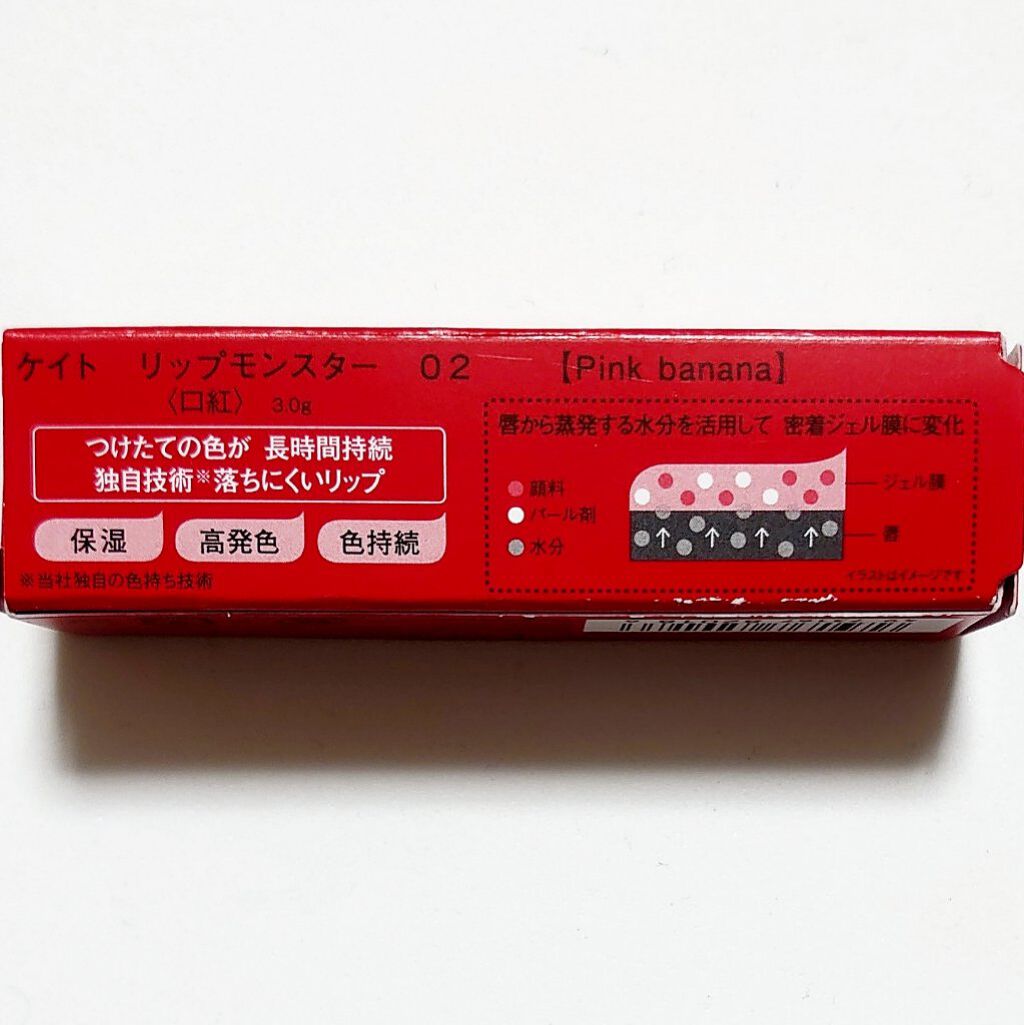 ケイト リップモンスター 02 【Pink banana】
〈口紅〉 3.0g
つけたての色が 長時間持続
独自技術※落ちにくいリップ
保湿 高発色 色持続
※当社独自の色持ち技術
唇から蒸発する水分を活用して 密着ジェル膜に変化
顔料
パール剤
水分
ジェル膜
唇
イラストはイメージです